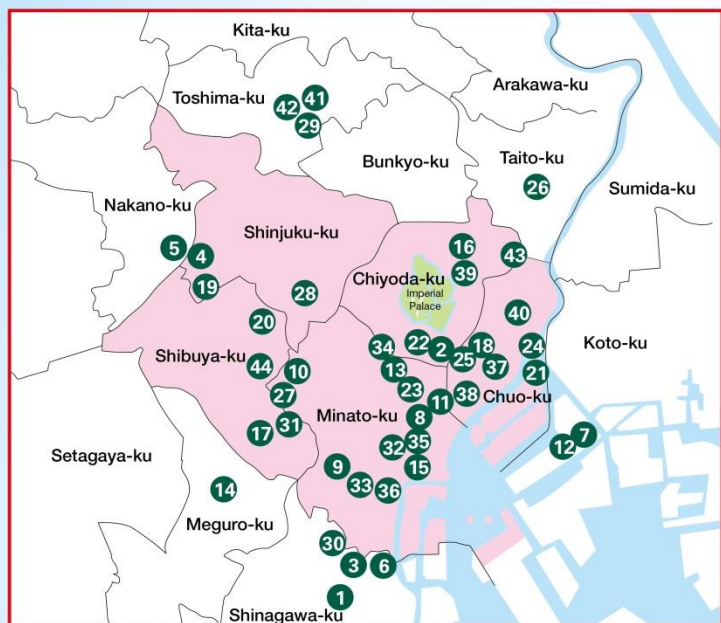 Kita-ku
Toshima-ku
42
41
29
Arakawa-ku
Bunkyo-ku
Taito-ku
26
Sumida-ku
Nakano-ku
5
4
Shinjuku-ku
19
28
16
43
Chiyoda-ku
39
Imperial
Palace
20
40
Shibuya-ku
34
22
2
18
24
Koto-ku
44
10
13
25
37
21
27
23
11
38
Chuo-ku
Minato-ku
8
17
31
32
35
12
7
Setagaya-ku
9
15
14
33
36
Meguro-ku
30
3
6
1
Shinagawa-ku